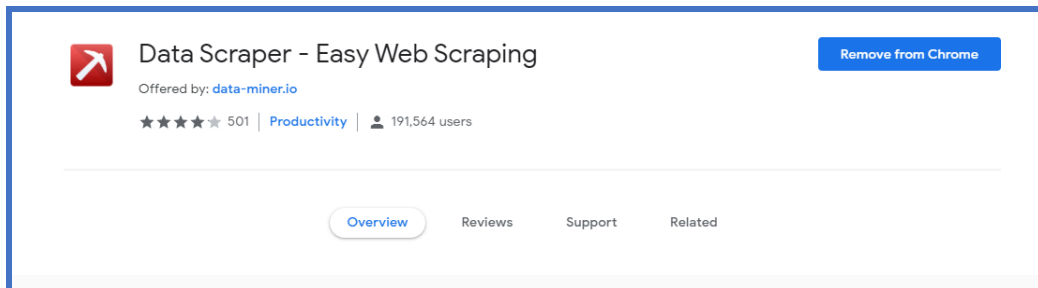 Data Scraper - Easy Web Scraping
Remove from Chrome
Offered by: data-miner.io
501 Productivity 191,564 users
Overview Reviews Support Related